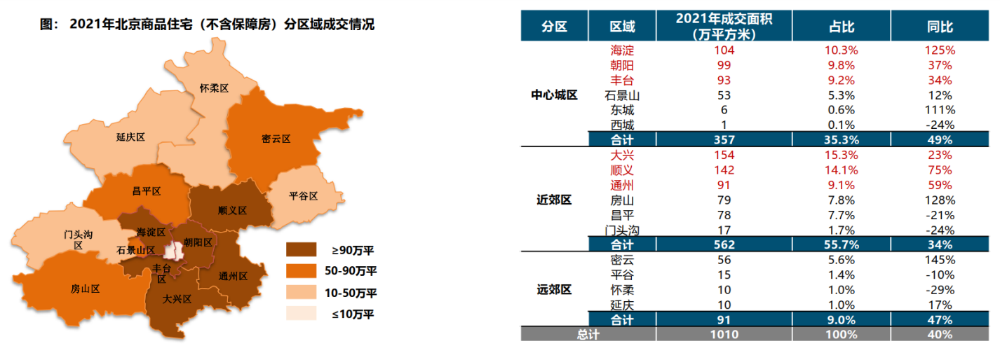 图： 2021年北京商品住宅（不含保障房）分区域成交情况
怀柔区
延庆区
密云区
昌平区
平谷区
顺义区
海淀区
门头沟
区
朝阳区
石景山区
丰台
区
通州区
房山区
大兴区
≥90万平
50-90万平
10-50万平
≤10万平
分区 区域 2021年成交面积
（万平方米） 占比 同比
中心城区
海淀 104 10.3% 125%
朝阳 99 9.8% 37%
丰台 93 9.2% 34%
石景山 53 5.3% 12%
东城 6 0.6% 111%
西城 1 0.1% -24%
合计 357 35.3% 49%
近郊区
大兴 154 15.3% 23%
顺义 142 14.1% 75%
通州 91 9.1% 59%
房山 79 7.8% 128%
昌平 78 7.7% -21%
门头沟 17 1.7% -24%
合计 562 55.7% 34%
远郊区
密云 56 5.6% 145%
平谷 15 1.4% -10%
怀柔 10 1.0% -29%
延庆 10 1.0% 17%
合计 91 9.0% 47%
总计 1010 100% 40%